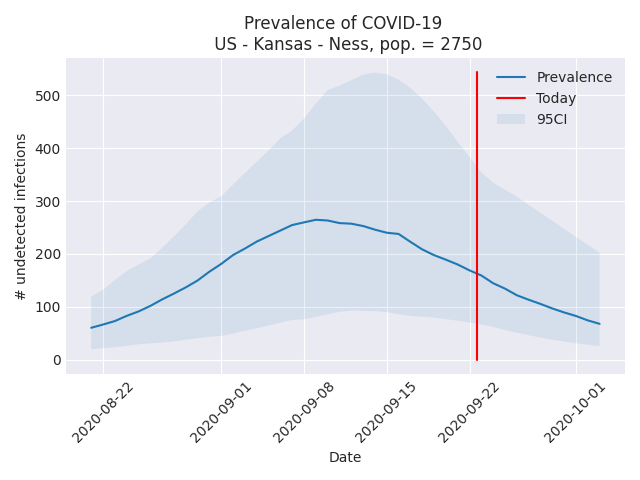 Prevalence of COVID-19
US - Kansas - Ness, pop. = 2750
Prevalence
Today
95CI
500
400
300
200
100
0
# undetected infections
2020-08-22
2020-09-01
2020-09-08
2020-09-15
2020-09-22
2020-10-01
Date